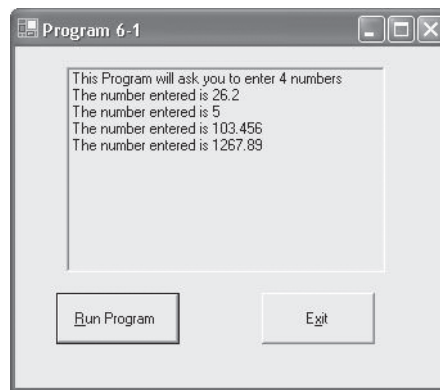 Program 6-1
This Program will ask you to enter 4 numbers
The number entered is 26.2
The number entered is 5
The number entered is 103.456
The number entered is 1267.89
Run Program
Exit